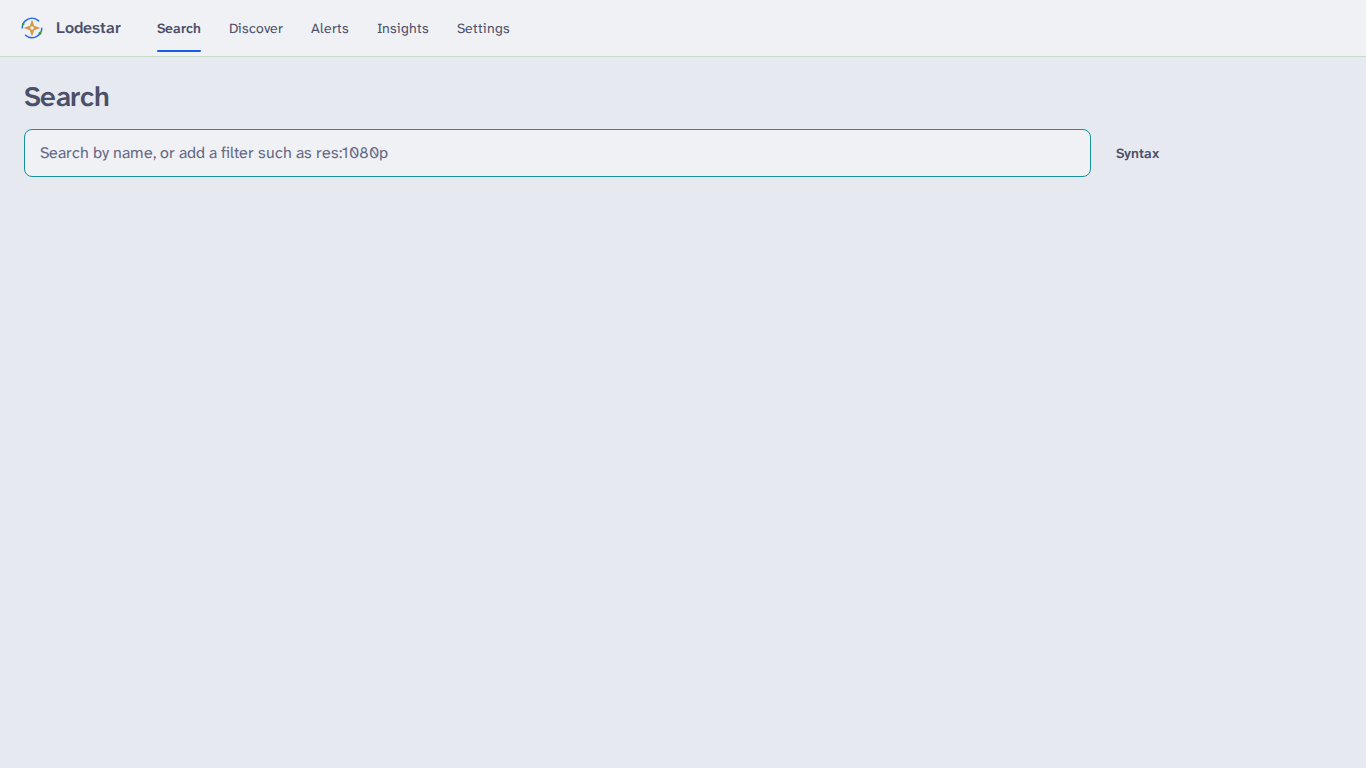 Lodestar Search Discover Alerts Insights Settings
Search
Search by name, or add a filter such as res:1080p Syntax